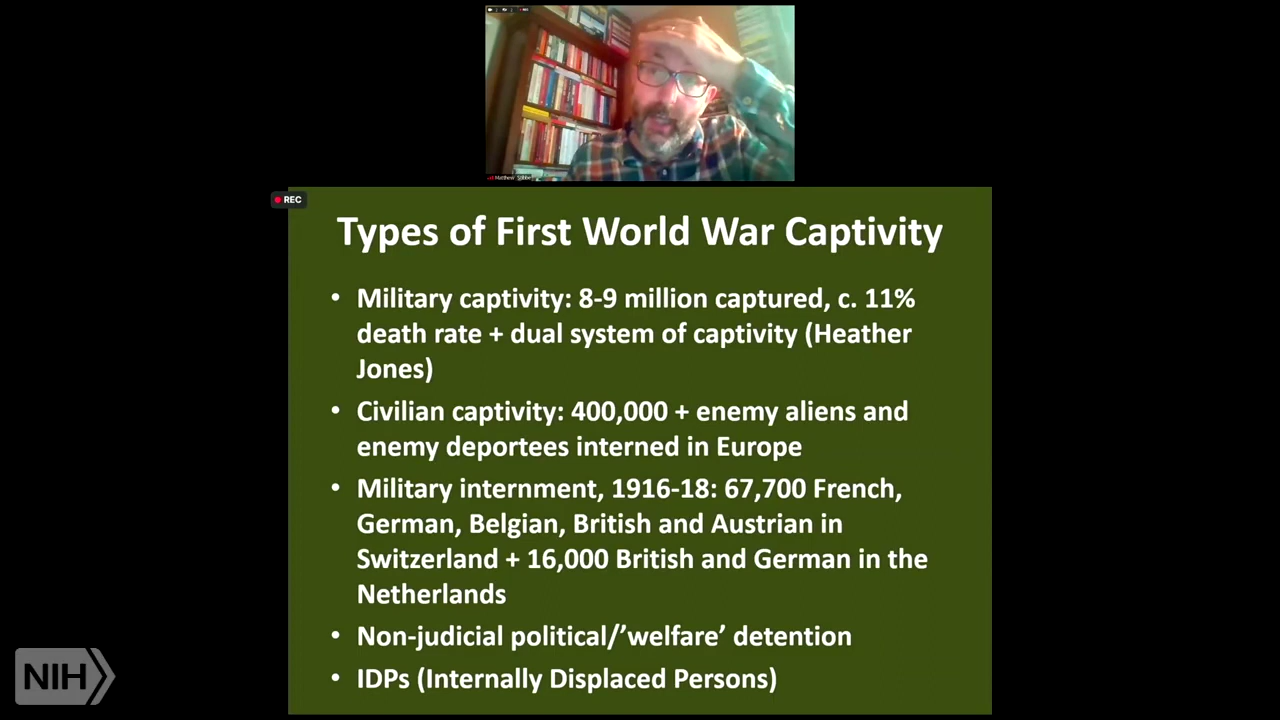 Matthew
REC
Types of First World War Captivity
• Military captivity: 8-9 million captured, c. 11%
death rate + dual system of captivity (Heather
Jones)
• Civilian captivity: 400,000 + enemy aliens and
enemy deportees interned in Europe
• Military internment, 1916-18: 67,700 French,
German, Belgian, British and Austrian in
Switzerland + 16,000 British and German in the
Netherlands
• Non-judicial political/’welfare’ detention
• IDPs (Internally Displaced Persons)
NIH